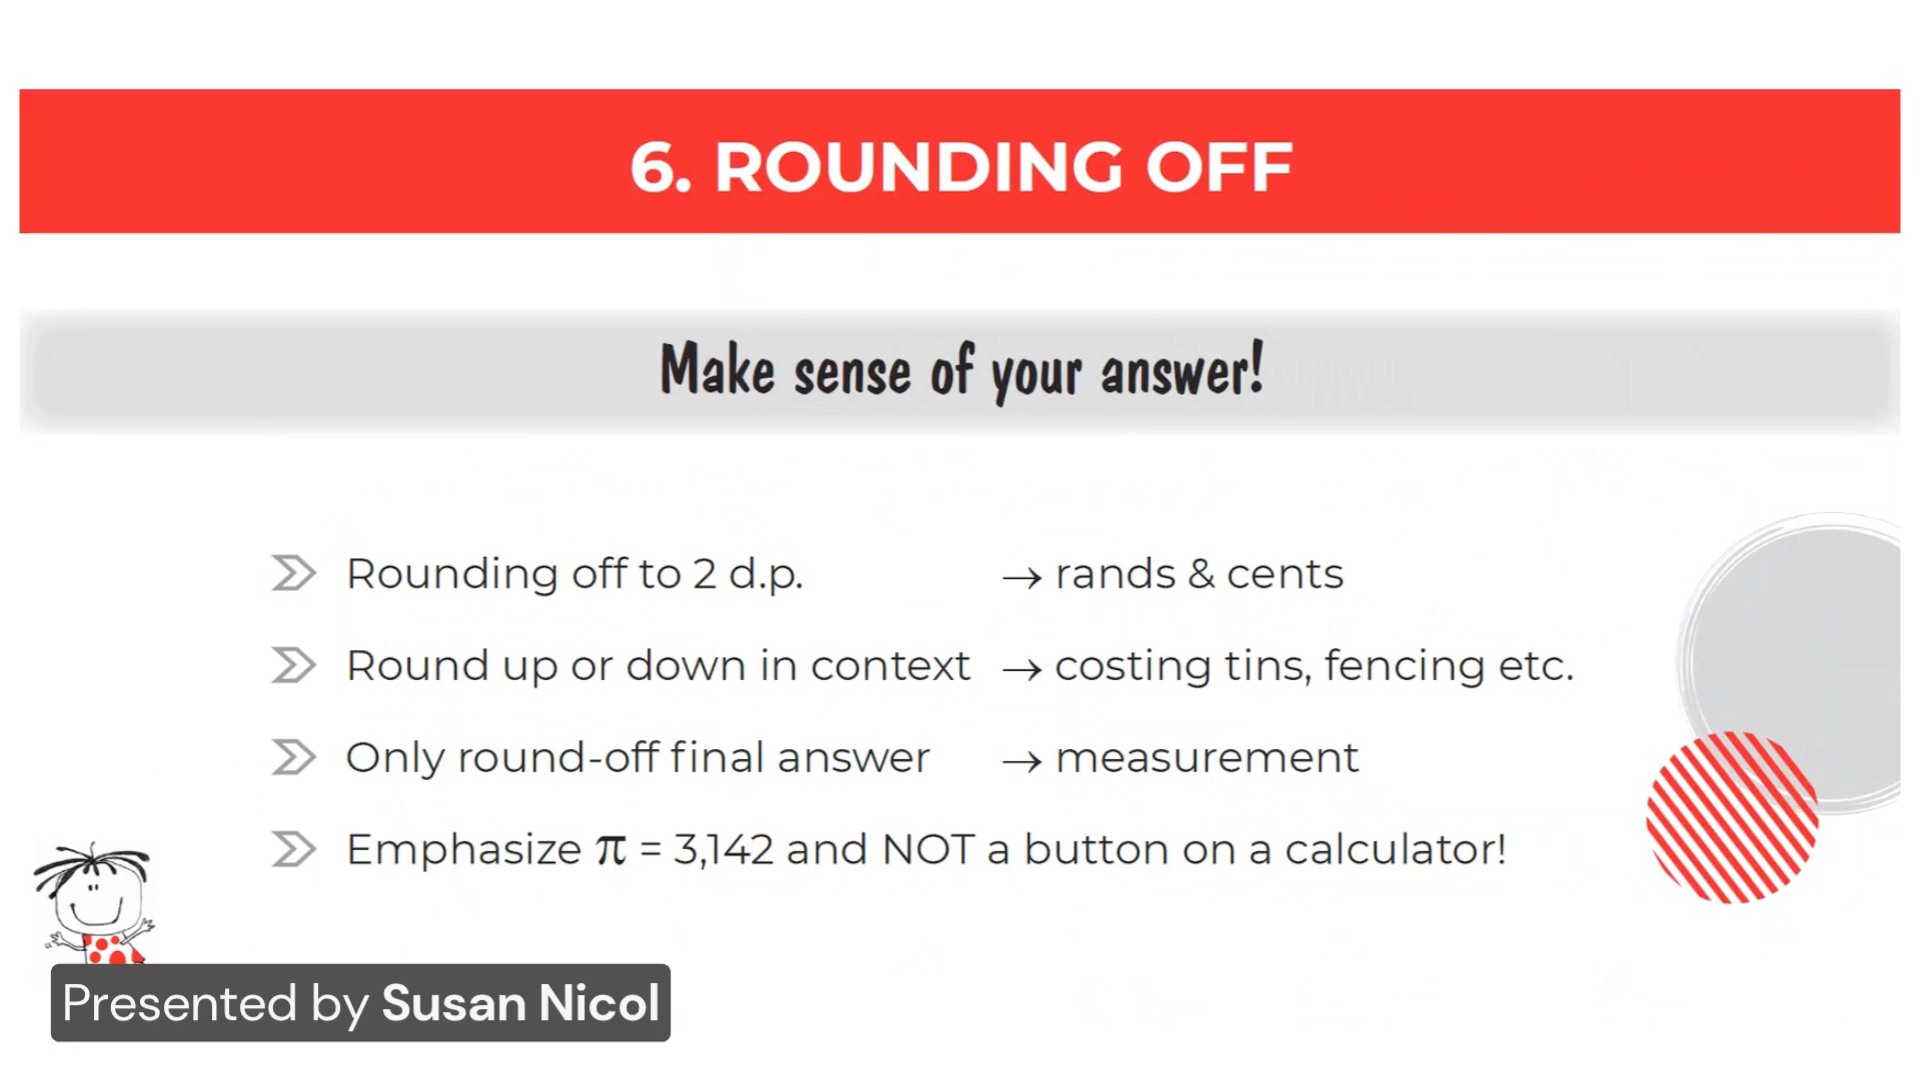 6. ROUNDING OFF
Make sense of your answer!
Rounding off to 2 d.p. → rands & cents
Round up or down in context → costing tins, fencing etc.
Only round-off final answer → measurement
Emphasize π = 3,142 and NOT a button on a calculator!
Presented by Susan Nicol